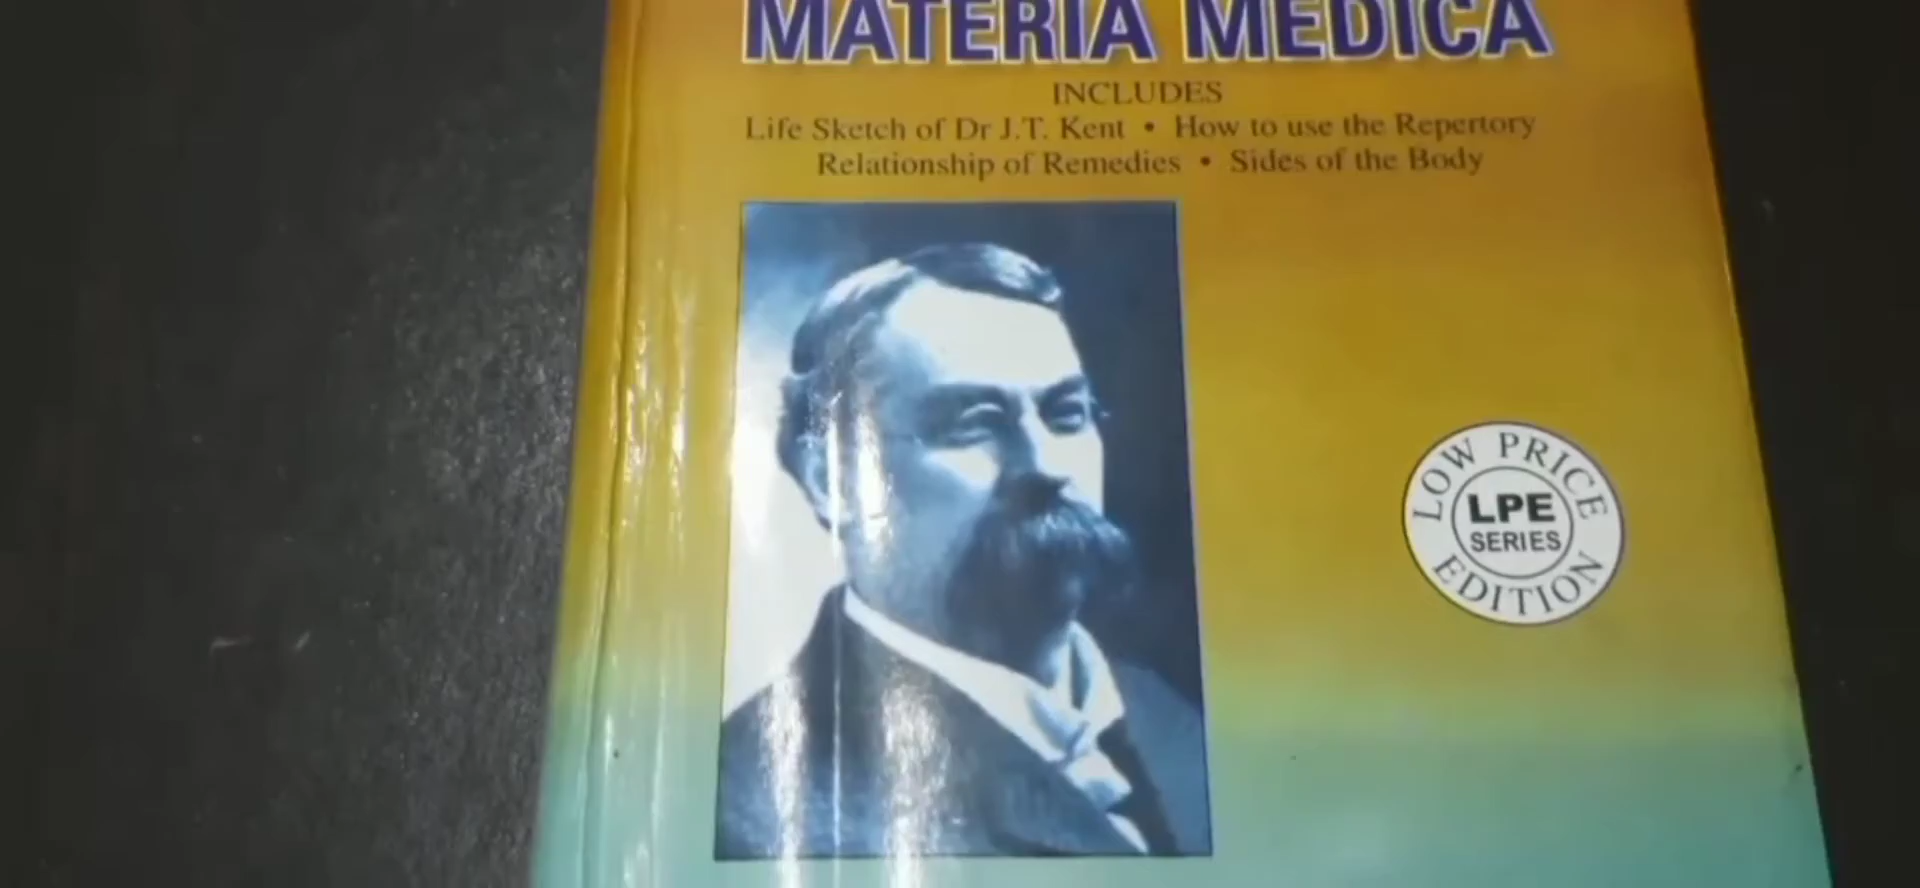 MATERIA MEDICA
INCLUDES
Life Sketch of Dr J.T. Kent • How to use the Repertory
Relationship of Remedies • Sides of the Body
LOW PRICE
LPE
SERIES
EDITION